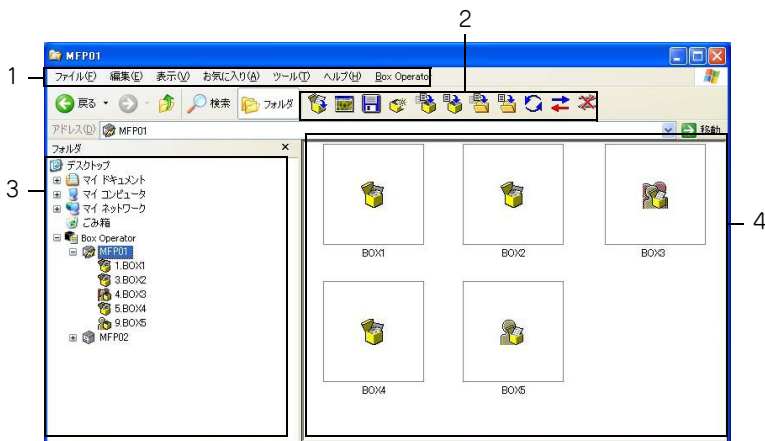 2
MFP01
1
ファイル(F) 編集(E) 表示(V) お気に入り(A) ツール(T) ヘルプ(H) Box Operator
戻る 検索 フォルダ
アドレス(D) MFP01 移動
フォルダ ×
3
デスクトップ
マイ ドキュメント
マイ コンピュータ
マイ ネットワーク
ごみ箱
Box Operator
MFP01
1.BOX1
3.BOX2
4.BOX3
5.BOX4
9.BOX5
MFP02
4
BOX1 BOX2 BOX3
BOX4 BOX5